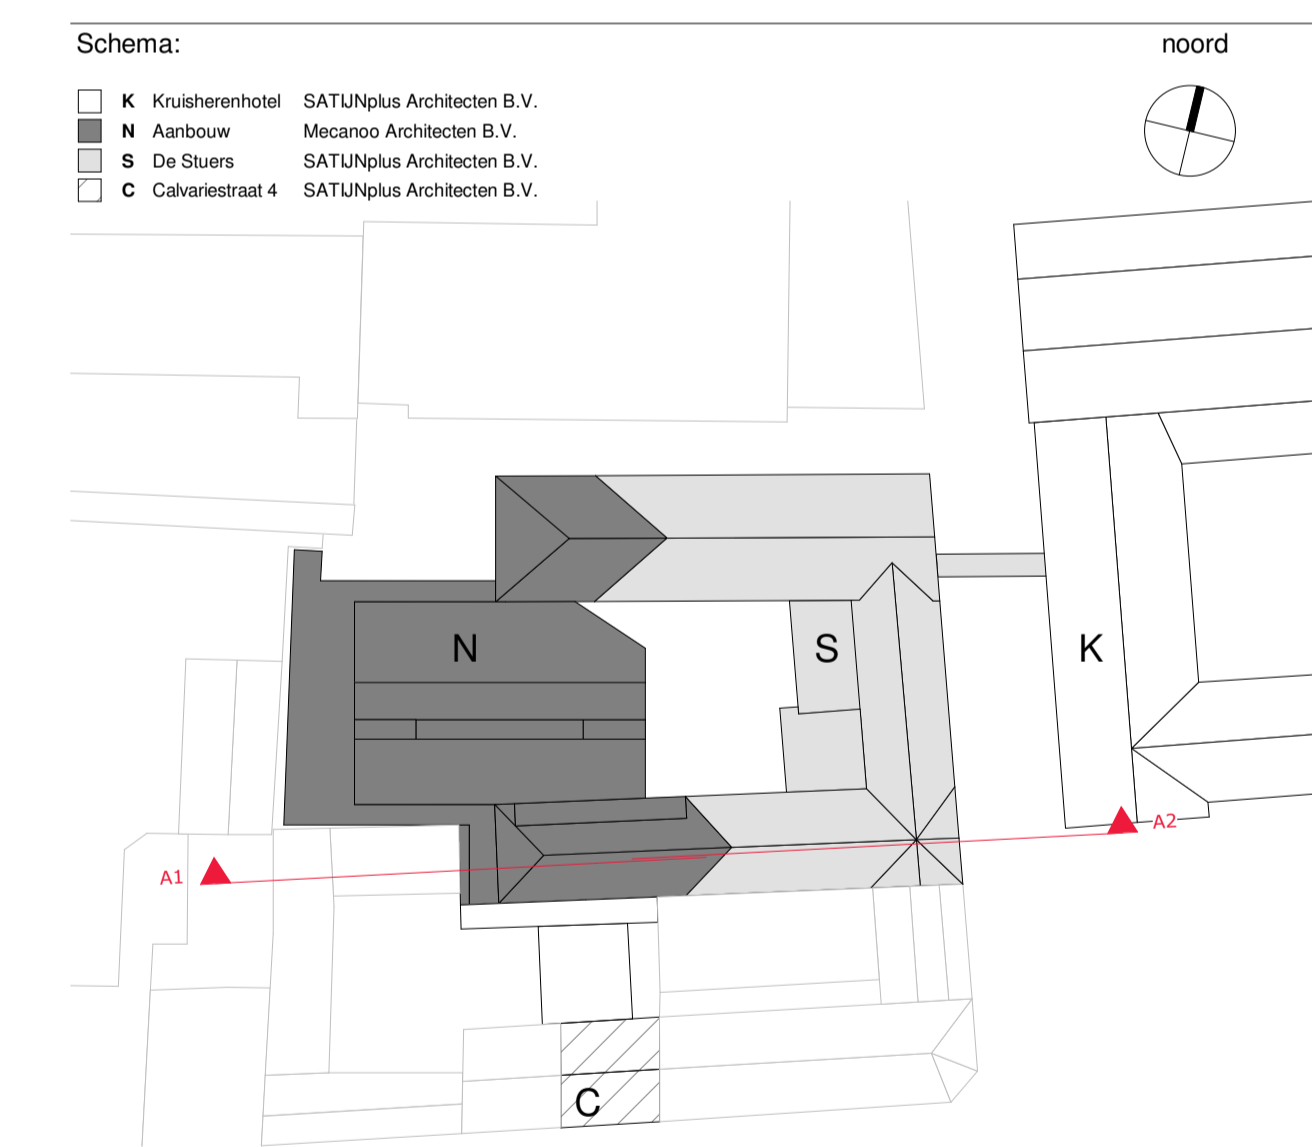 Schema:
noord
K Kruisherenhotel SATIJNplus Architecten B.V.
N Aanbouw Mecanoo Architecten B.V.
S De Stuers SATIJNplus Architecten B.V.
C Calvariestraat 4 SATIJNplus Architecten B.V.
N
S
K
A2
A1
C